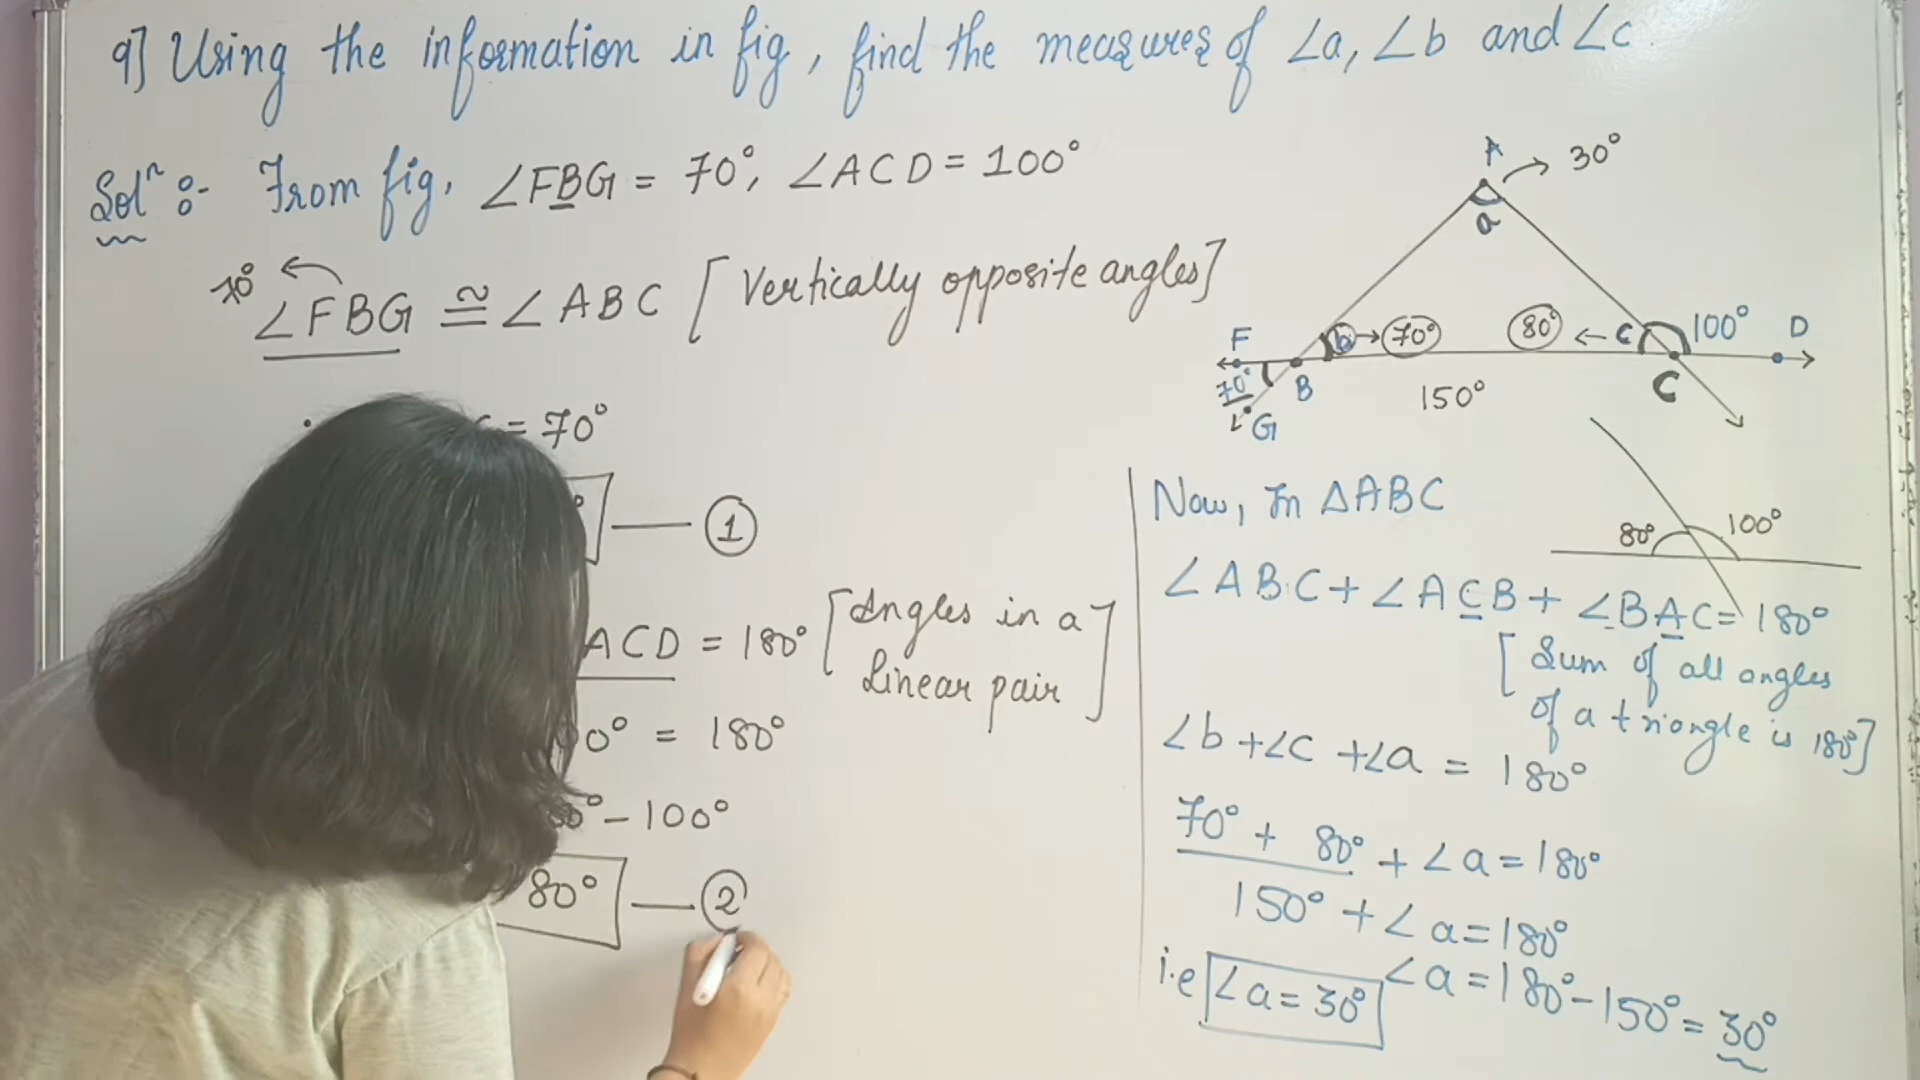 9] Using the information in fig, find the measures of ∠a, ∠b and ∠c.
Solⁿ :- From fig, ∠FBG = 70°, ∠ACD = 100°
70°
∠FBG ≅ ∠ABC [Vertically opposite angles]
= 70°
1
ACD = 180° [Angles in a
Linear pair]
0° = 180°
- 100°
80° — 2
A → 30°
a
F
b → 70°
80° ← c
100°
D
70°
B
150°
C
G
80°
100°
Now, In △ABC
∠ABC + ∠ACB + ∠BAC = 180°
[Sum of all angles
of a triangle is 180°]
∠b + ∠c + ∠a = 180°
70° + 80° + ∠a = 180°
150° + ∠a = 180°
∠a = 180° - 150° = 30°
i.e ∠a = 30°